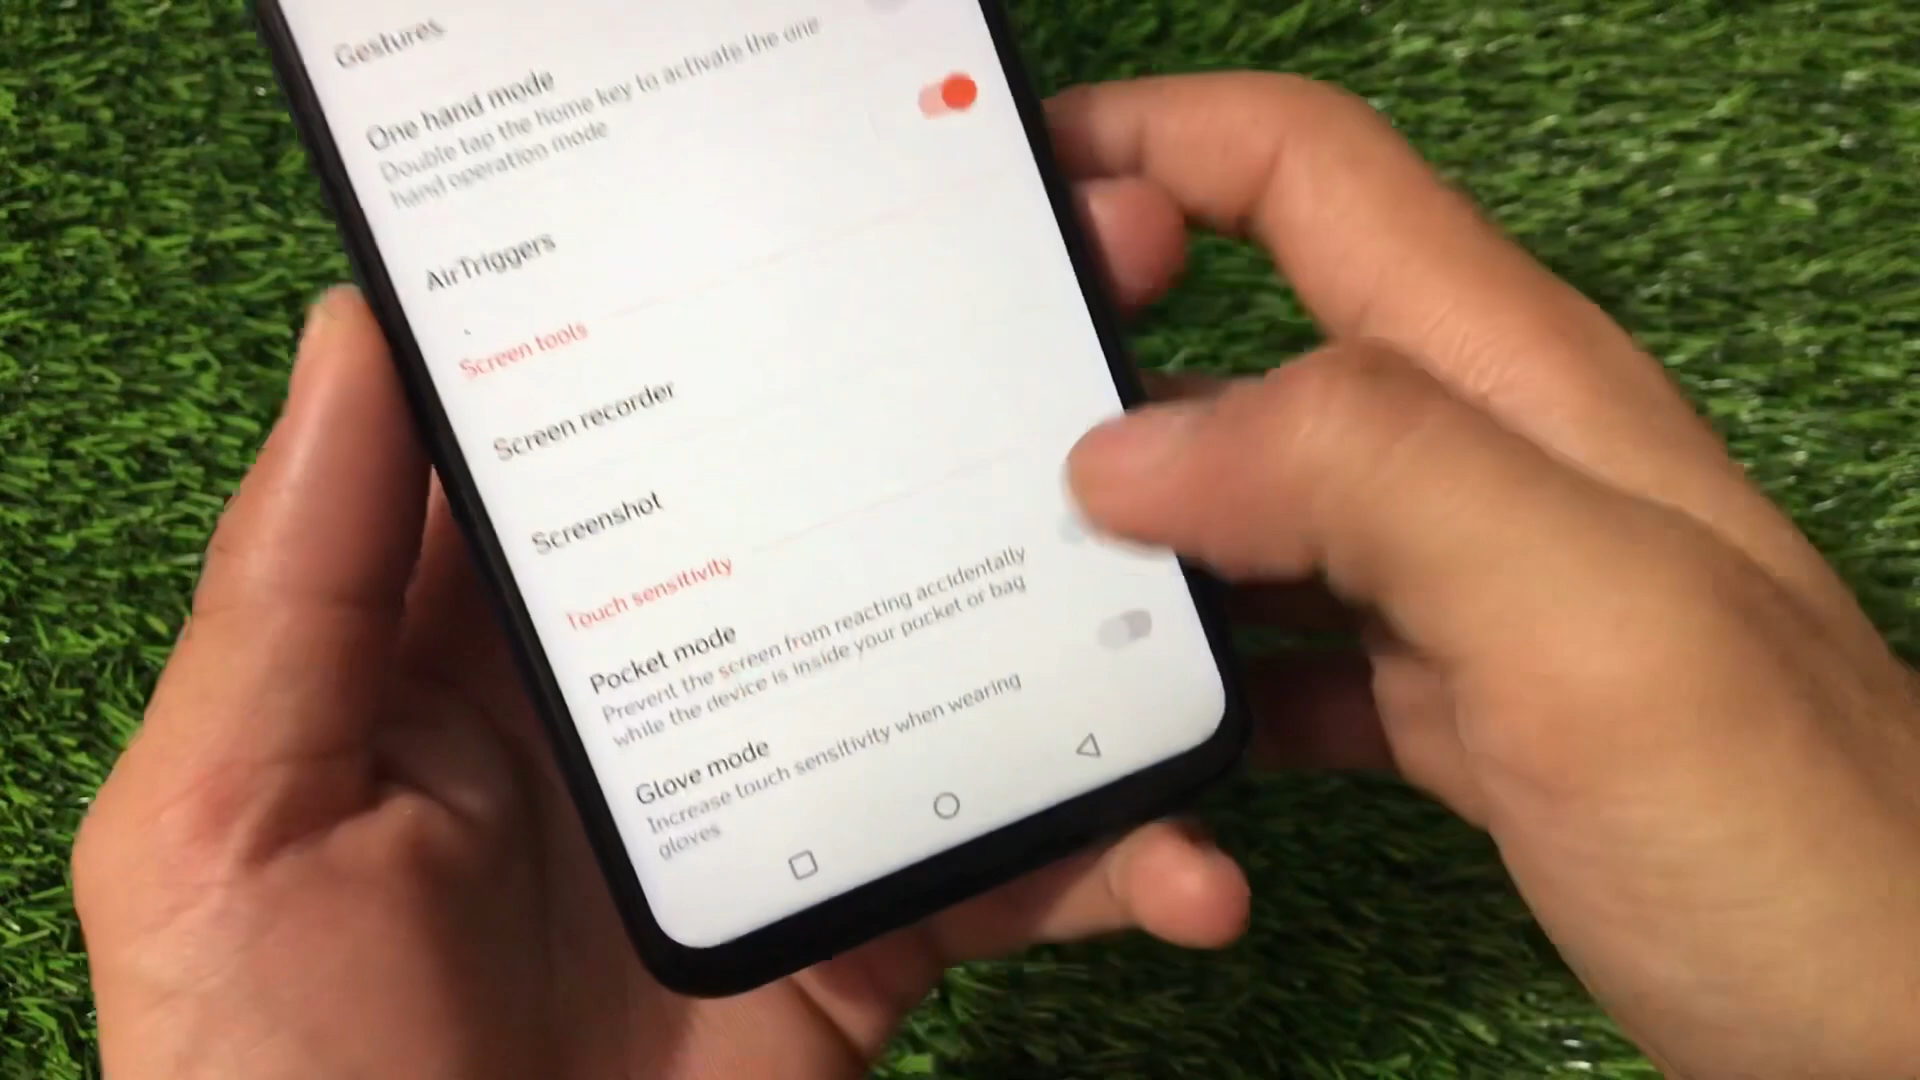 Gestures
One hand mode
Double tap the home key to activate the one
hand operation mode
AirTriggers
Screen tools
Screen recorder
Screenshot
Touch sensitivity
Pocket mode
Prevent the screen from reacting accidentally
while the device is inside your pocket or bag
Glove mode
Increase touch sensitivity when wearing
gloves